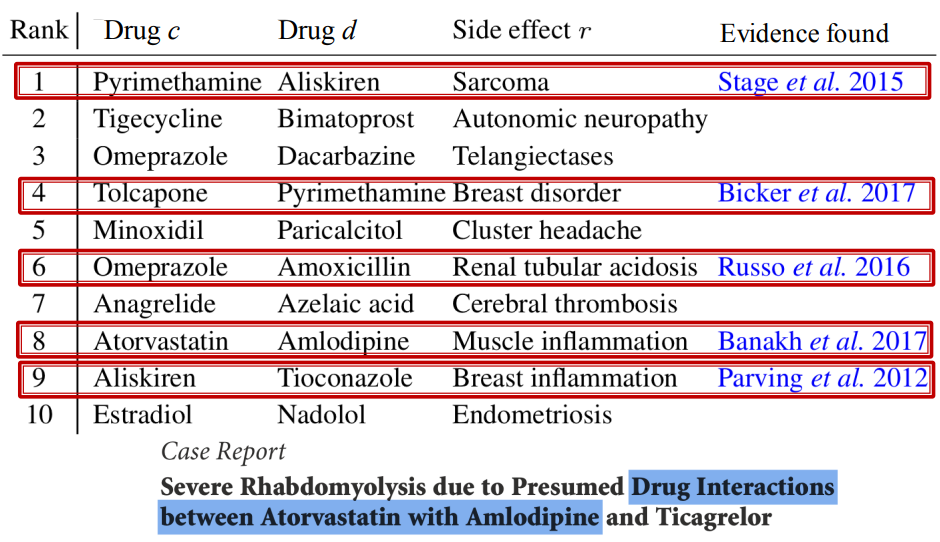 Rank Drug c Drug d Side effect r Evidence found
1 Pyrimethamine Aliskiren Sarcoma Stage et al. 2015
2 Tigecycline Bimatoprost Autonomic neuropathy
3 Omeprazole Dacarbazine Telangiectases
4 Tolcapone Pyrimethamine Breast disorder Bicker et al. 2017
5 Minoxidil Paricalcitol Cluster headache
6 Omeprazole Amoxicillin Renal tubular acidosis Russo et al. 2016
7 Anagrelide Azelaic acid Cerebral thrombosis
8 Atorvastatin Amlodipine Muscle inflammation Banakh et al. 2017
9 Aliskiren Tioconazole Breast inflammation Parving et al. 2012
10 Estradiol Nadolol Endometriosis
Case Report
Severe Rhabdomyolysis due to Presumed Drug Interactions
between Atorvastatin with Amlodipine and Ticagrelor